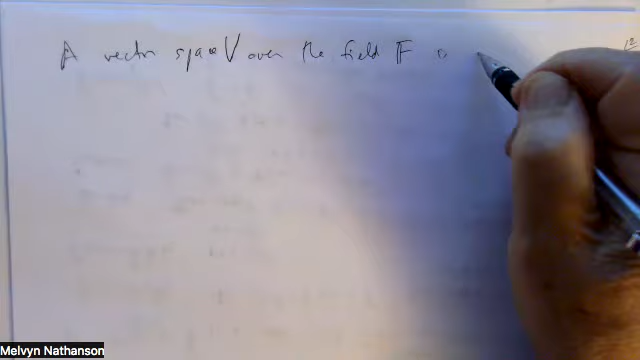 A vector space V over the field F is
Melvyn Nathanson